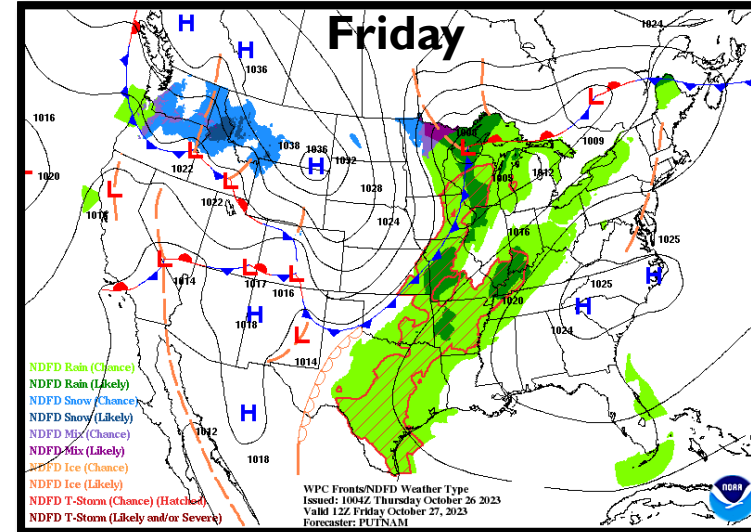 Friday
1024
H
H
1036
1016
L
1009
1008
L
1038
1036
H
1032
L
1022
1009
1012
1020
L
1028
L
1022
1024
1016
1025
H
L
1014
L
1017
L
1016
1025
H
1020
1018
H
1024
L
1014
H
1012
1018
NDFD Rain (Chance)
NDFD Rain (Likely)
NDFD Snow (Chance)
NDFD Snow (Likely)
NDFD Mix (Chance)
NDFD Mix (Likely)
NDFD Ice (Chance)
NDFD Ice (Likely)
NDFD T-Storm (Chance) (Hatched)
NDFD T-Storm (Likely and/or Severe)
WPC Fronts/NDFD Weather Type
Issued: 1004Z Thursday October 26 2023
Valid 12Z Friday October 27, 2023
Forecaster: PUTNAM
NOAA